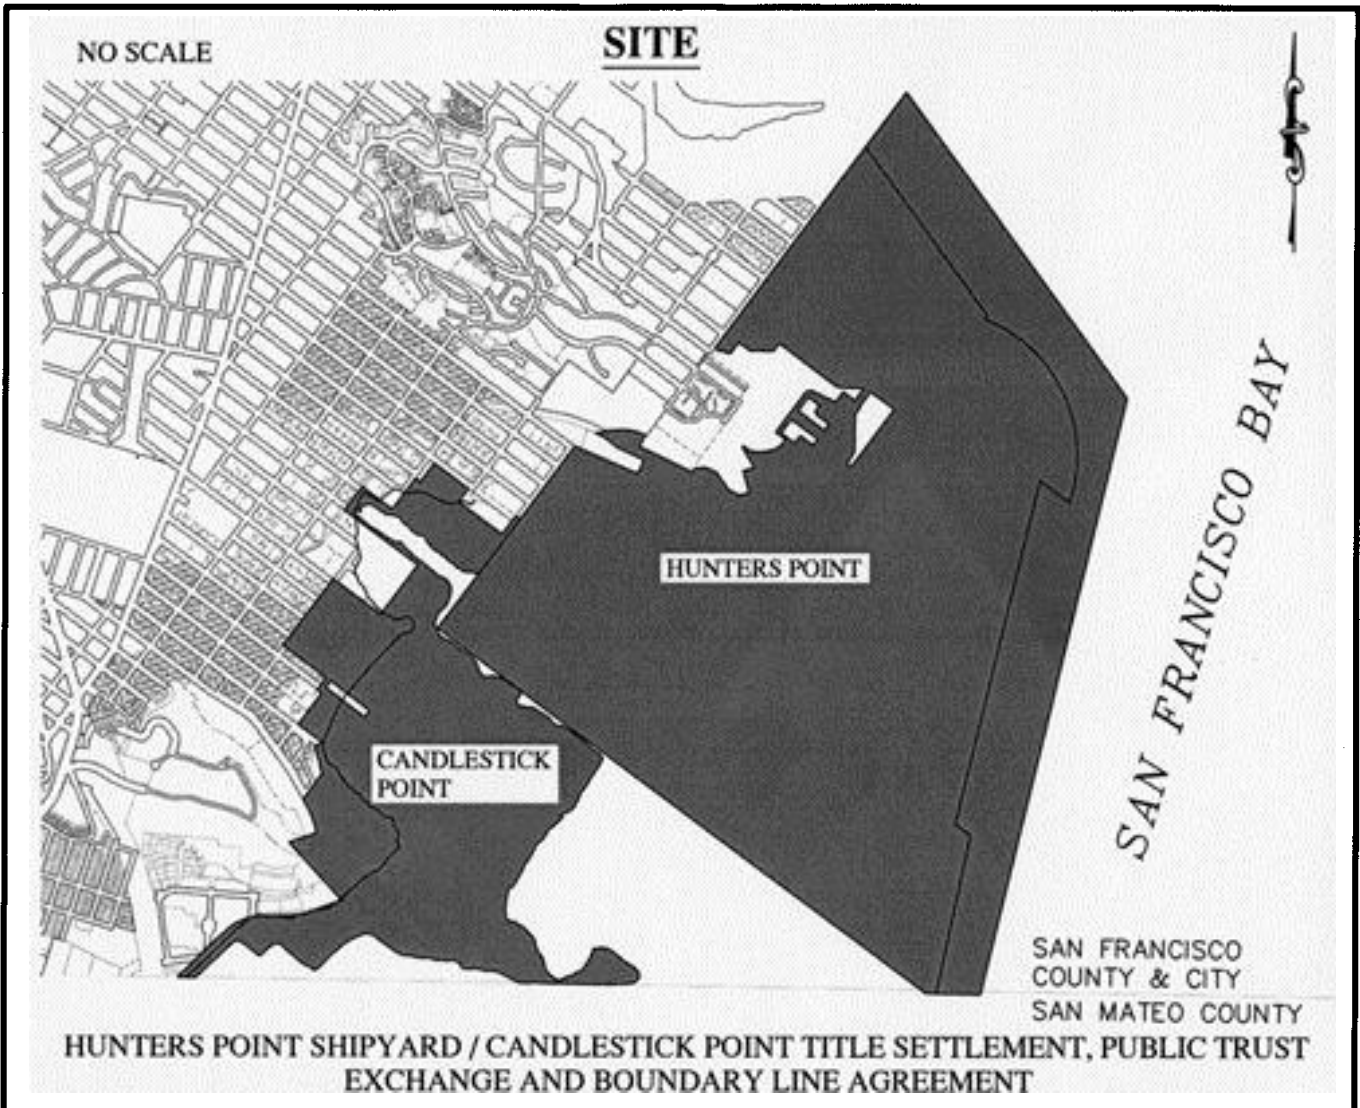 NO SCALE
SITE
HUNTERS POINT
CANDLESTICK
POINT
SAN FRANCISCO BAY
SAN FRANCISCO
COUNTY & CITY
SAN MATEO COUNTY
HUNTERS POINT SHIPYARD / CANDLESTICK POINT TITLE SETTLEMENT, PUBLIC TRUST
EXCHANGE AND BOUNDARY LINE AGREEMENT